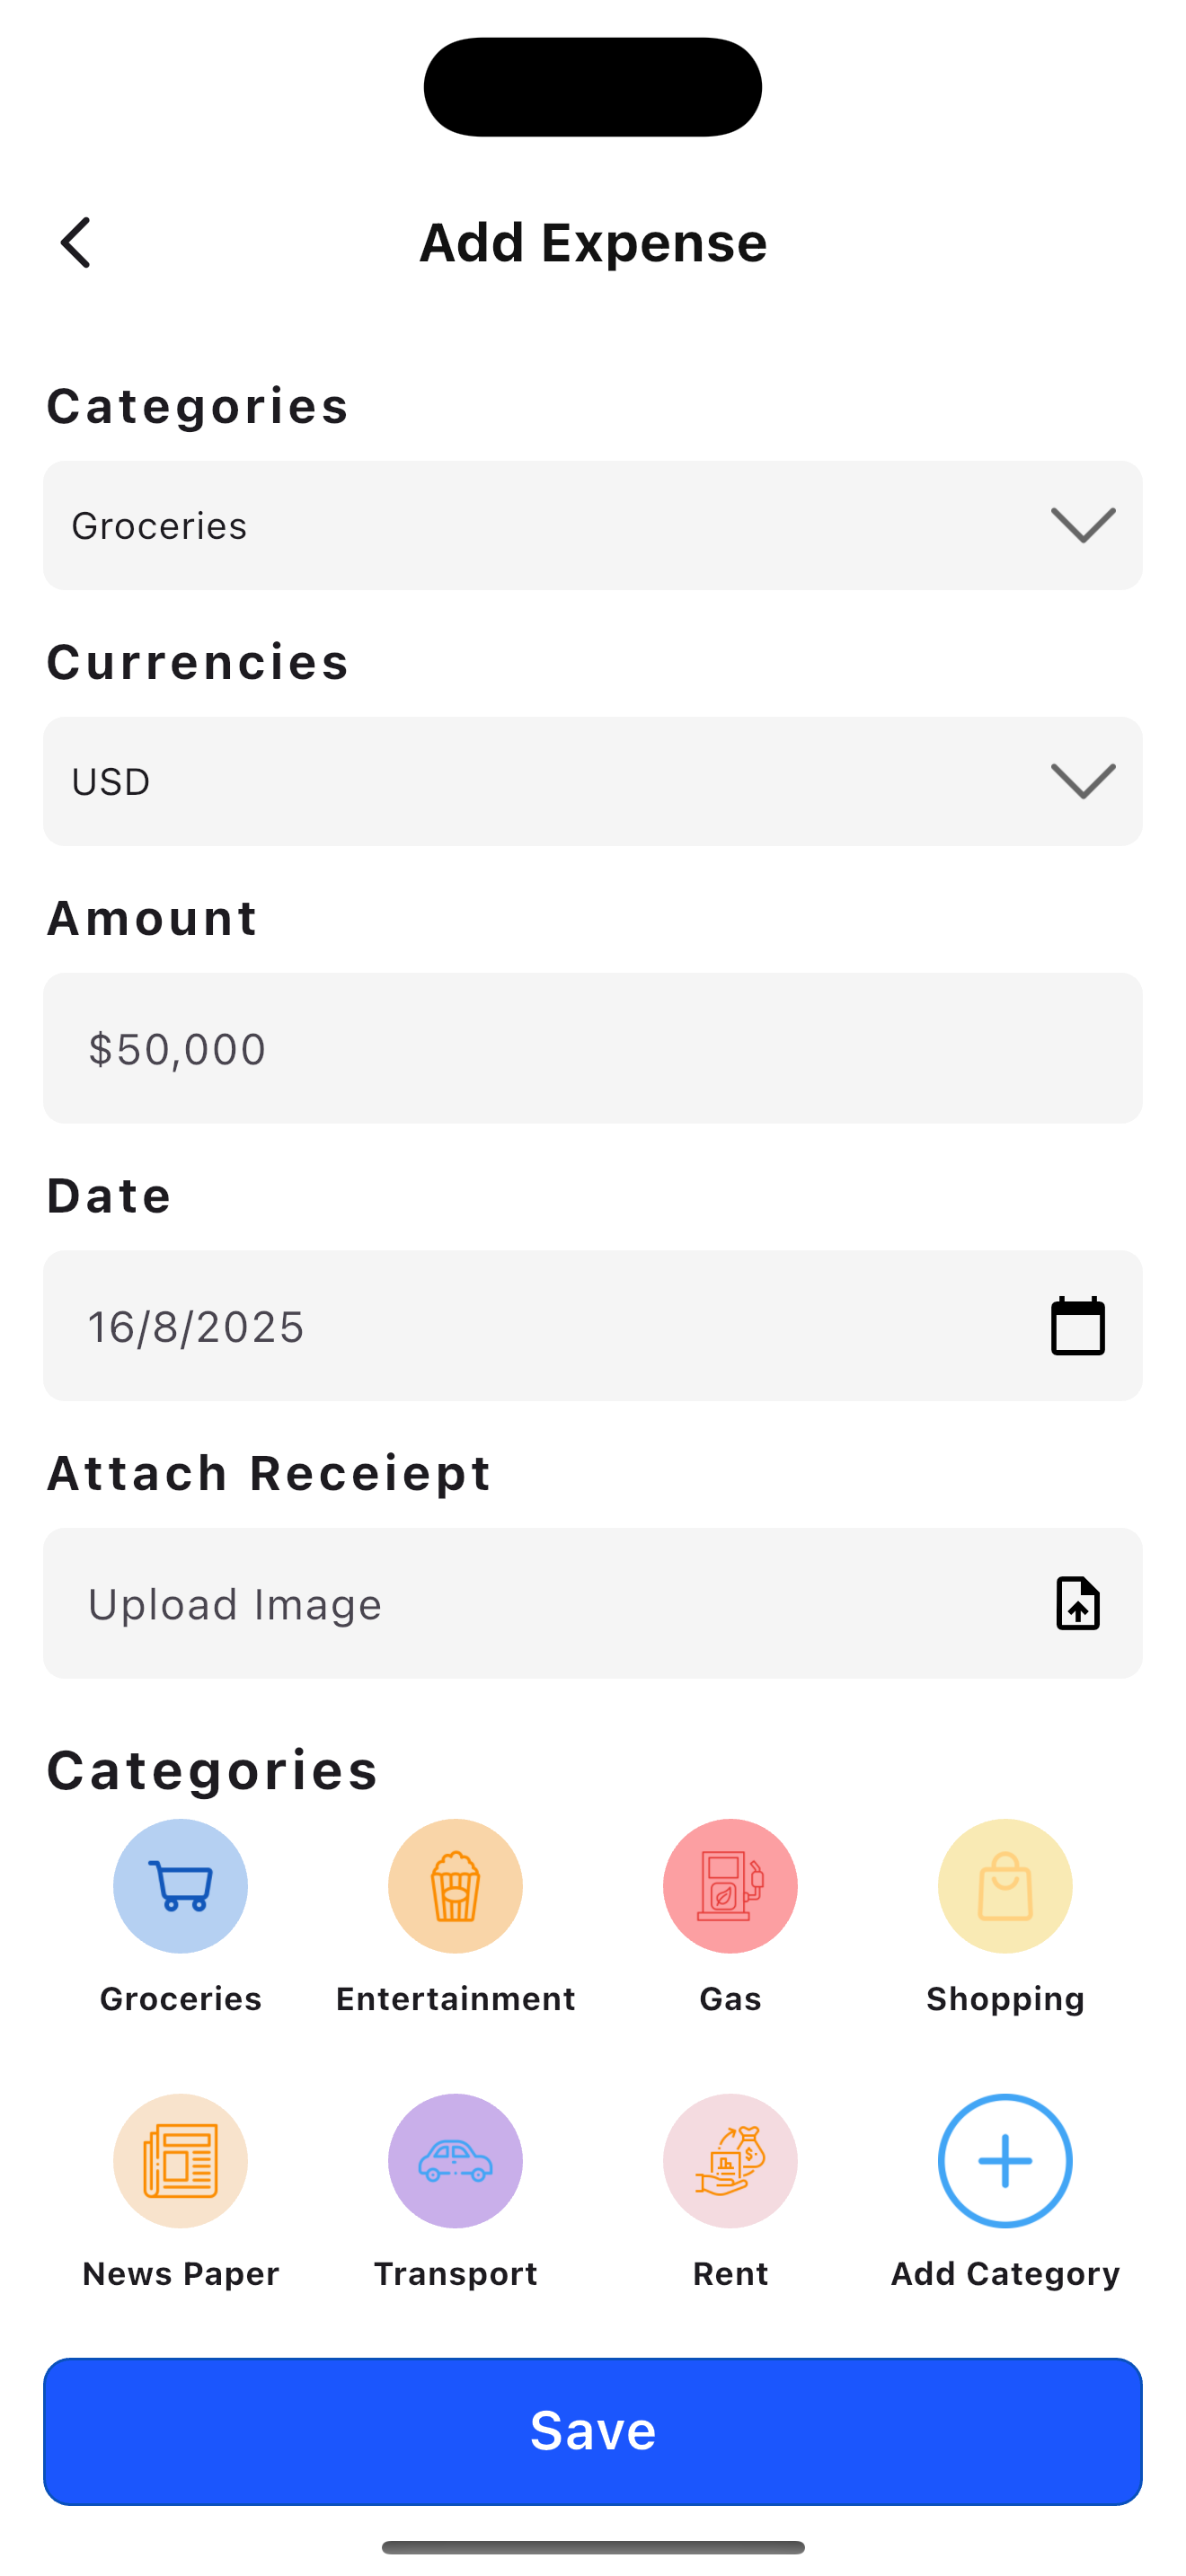 Add Expense
Categories
Groceries
Currencies
USD
Amount
$50,000
Date
16/8/2025
Attach Receiept
Upload Image
Categories
Groceries Entertainment Gas Shopping
News Paper Transport Rent Add Category
Save